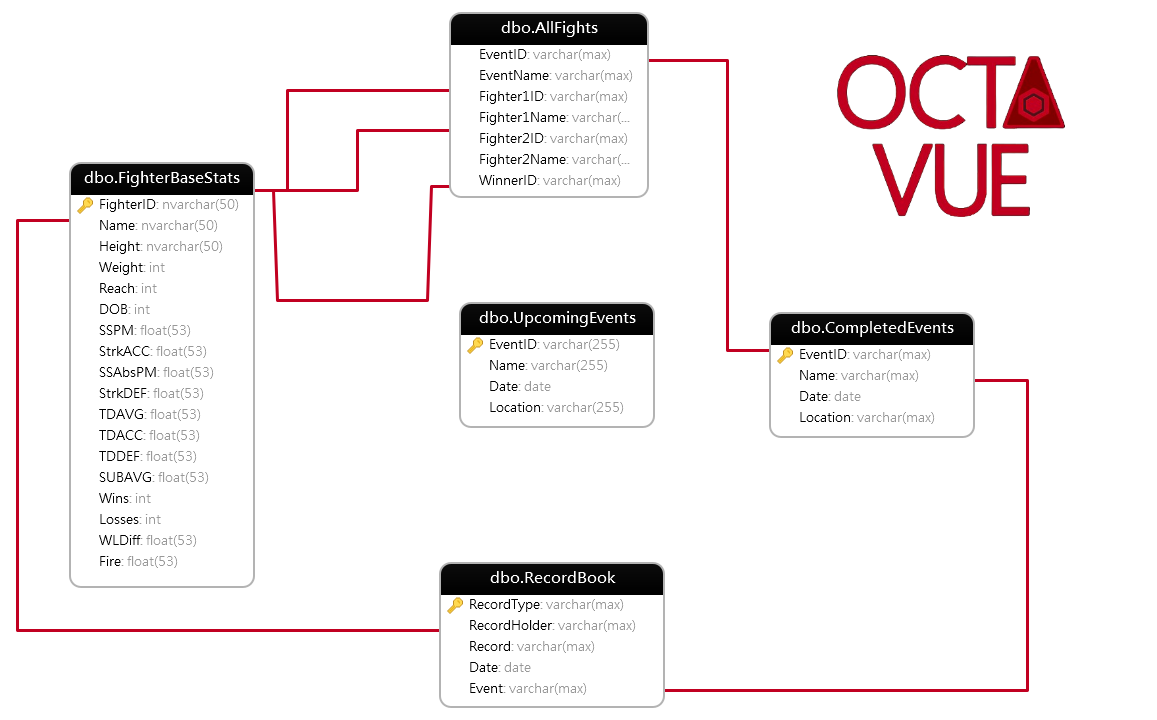 dbo.AllFights
EventID: varchar(max)
EventName: varchar(max)
Fighter1ID: varchar(max)
Fighter1Name: varchar(...
Fighter2ID: varchar(max)
Fighter2Name: varchar(...
WinnerID: varchar(max)
OCTA
VUE
dbo.FighterBaseStats
FighterID: nvarchar(50)
Name: nvarchar(50)
Height: nvarchar(50)
Weight: int
Reach: int
DOB: int
SSPM: float(53)
StrkACC: float(53)
SSAbsPM: float(53)
StrkDEF: float(53)
TDAVG: float(53)
TDACC: float(53)
TDDEF: float(53)
SUBAVG: float(53)
Wins: int
Losses: int
WLDiff: float(53)
Fire: float(53)
dbo.UpcomingEvents
EventID: varchar(255)
Name: varchar(255)
Date: date
Location: varchar(255)
dbo.CompletedEvents
EventID: varchar(max)
Name: varchar(max)
Date: date
Location: varchar(max)
dbo.RecordBook
RecordType: varchar(max)
RecordHolder: varchar(max)
Record: varchar(max)
Date: date
Event: varchar(max)